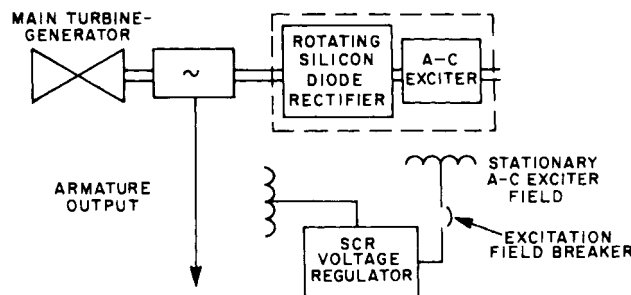 MAIN TURBINE-
GENERATOR
~
ROTATING
SILICON
DIODE
RECTIFIER
A-C
EXCITER
ARMATURE
OUTPUT
STATIONARY
A-C EXCITER
FIELD
SCR
VOLTAGE
REGULATOR
EXCITATION
FIELD BREAKER